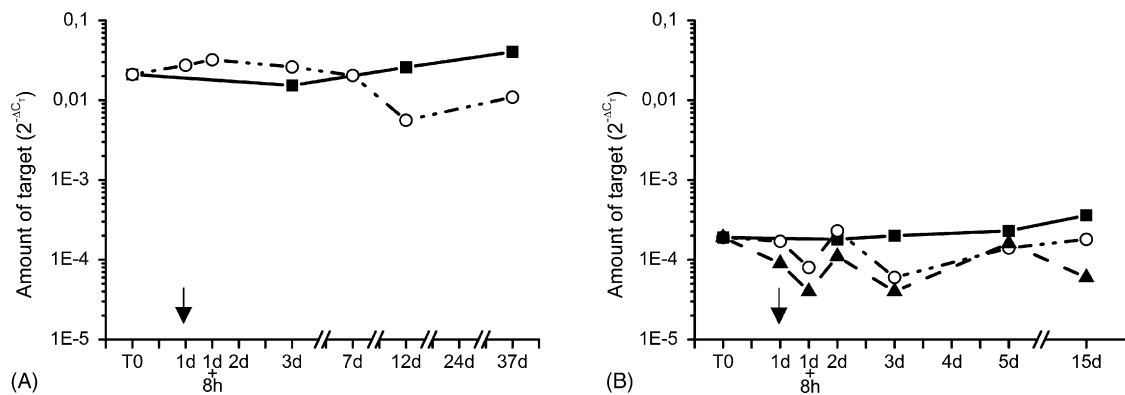 Amount of target (2^-ΔC_T)
0,1
0,01
1E-3
1E-4
1E-5
T0 1d 1d + 8h 2d 3d 7d 12d 24d 37d
(A)
Amount of target (2^-ΔC_T)
0,1
0,01
1E-3
1E-4
1E-5
T0 1d 1d + 8h 2d 3d 4d 5d 15d
(B)